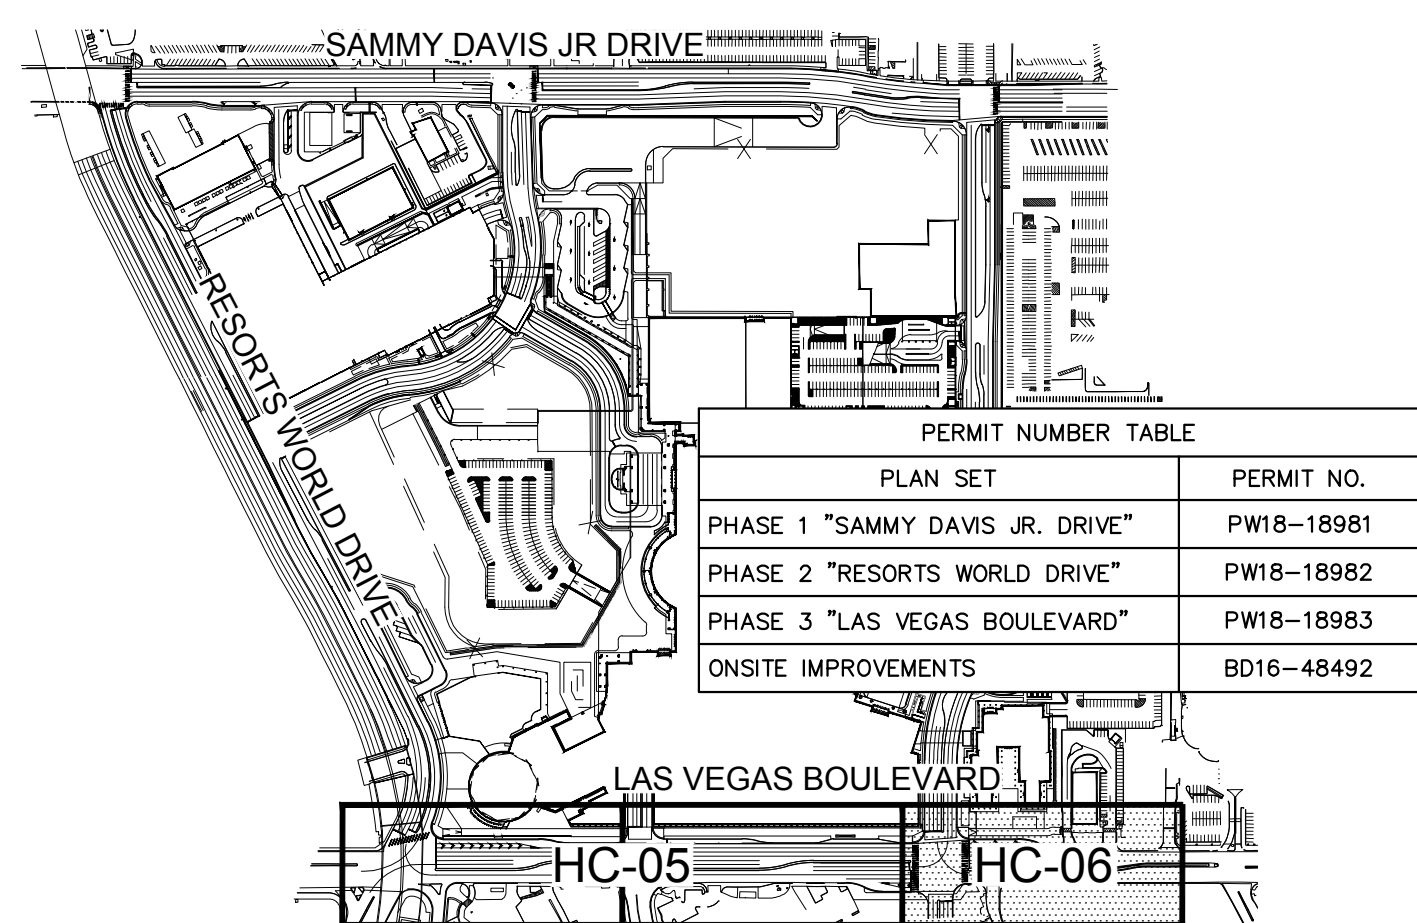 SAMMY DAVIS JR DRIVE
RESORTS WORLD DRIVE
PERMIT NUMBER TABLE
PLAN SET PERMIT NO.
PHASE 1 "SAMMY DAVIS JR. DRIVE" PW18-18981
PHASE 2 "RESORTS WORLD DRIVE" PW18-18982
PHASE 3 "LAS VEGAS BOULEVARD" PW18-18983
ONSITE IMPROVEMENTS BD16-48492
LAS VEGAS BOULEVARD
HC-05 HC-06